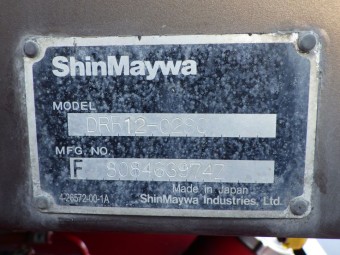 ShinMaywa
MODEL
MFG. NO.
F
Made in Japan
4-26572-00-1A
ShinMaywa Industries, Ltd.